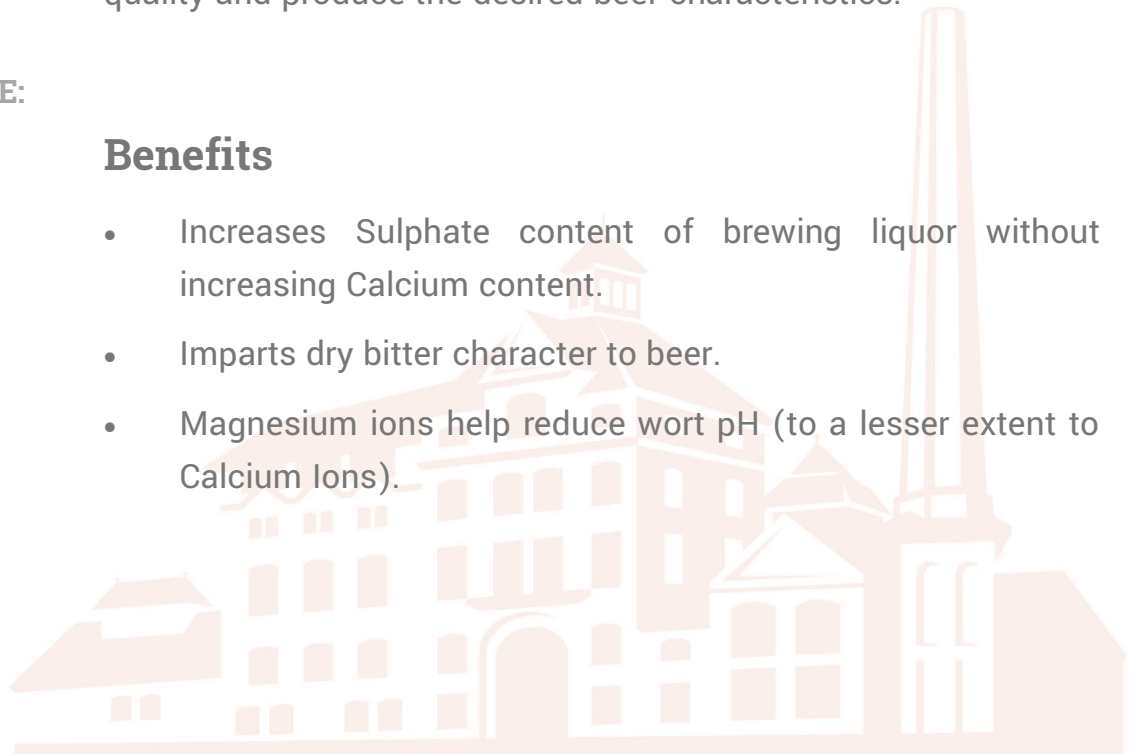 quality and produce the desired beer characteristics.
E:
Benefits
• Increases Sulphate content of brewing liquor without
increasing Calcium content.
• Imparts dry bitter character to beer.
• Magnesium ions help reduce wort pH (to a lesser extent to
Calcium Ions).